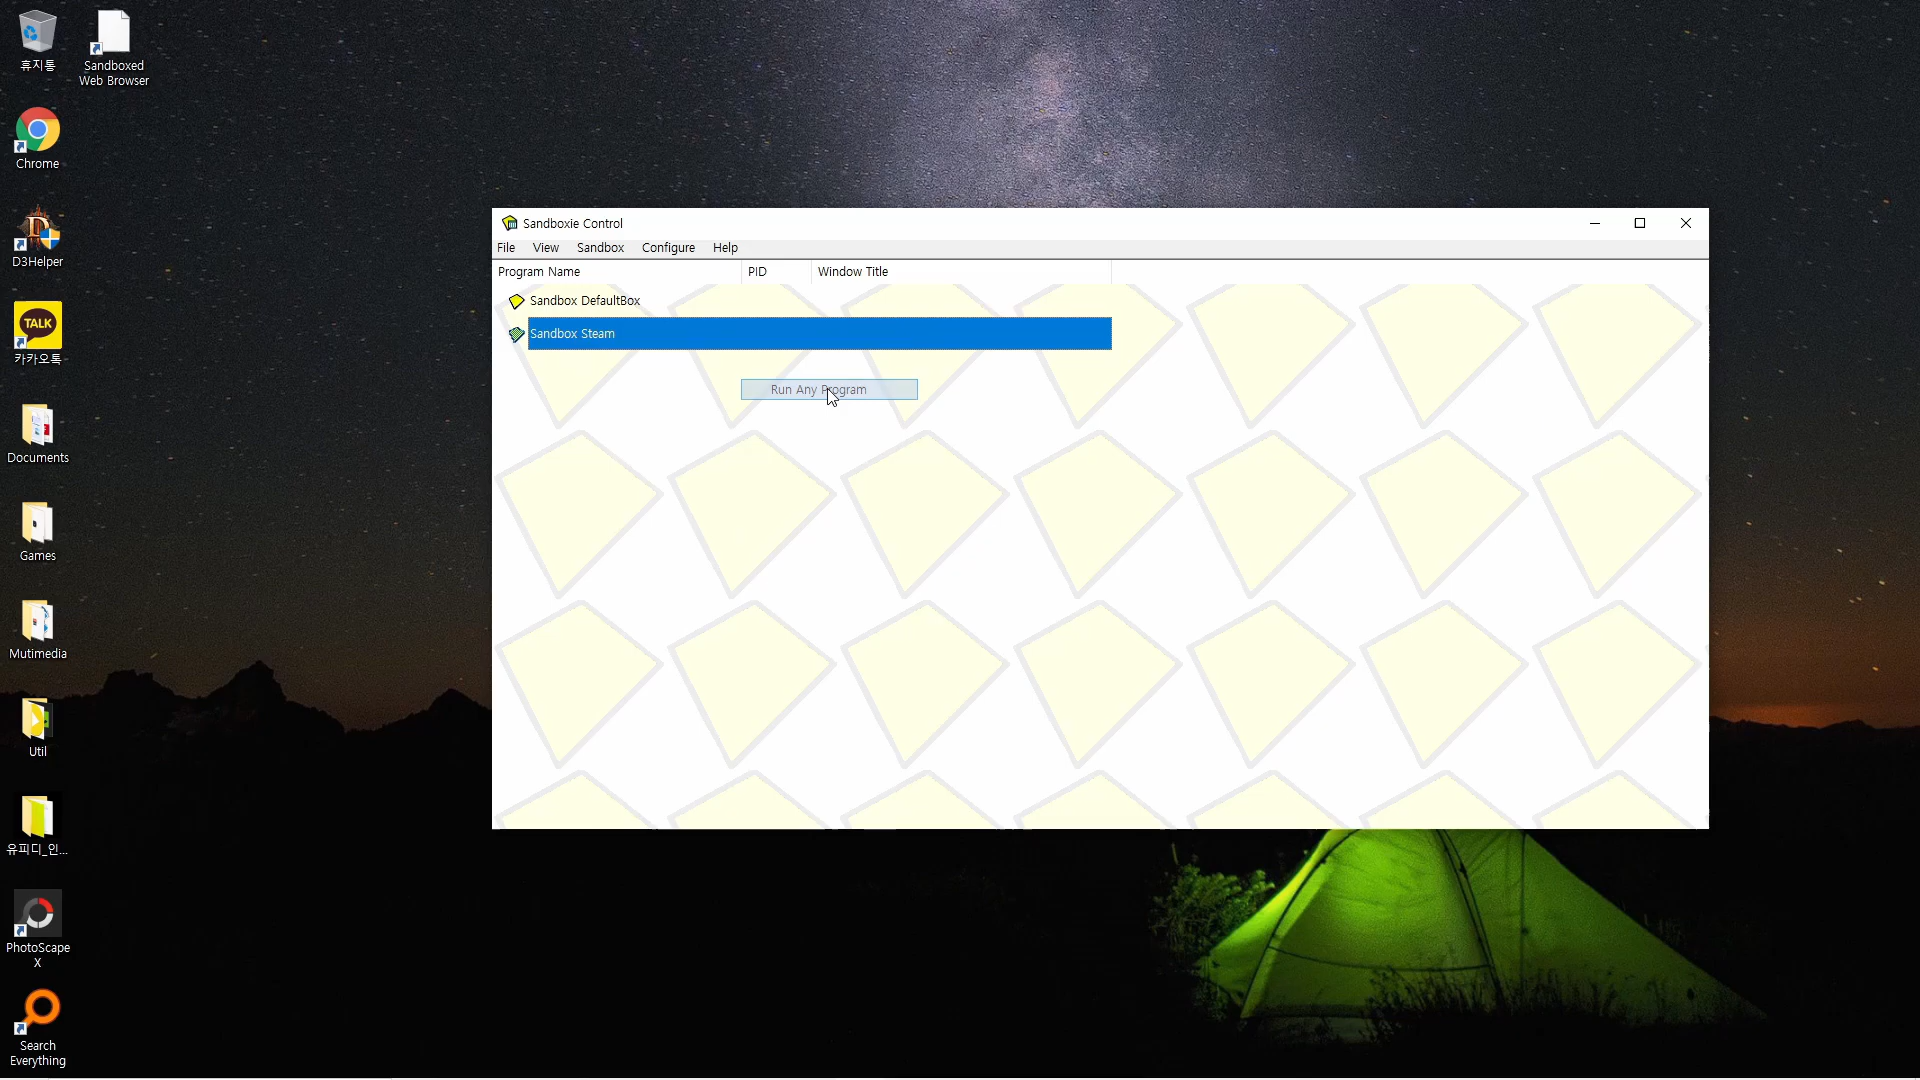 휴지통
Sandboxed
Web Browser
Chrome
D3Helper
TALK
카카오톡
Documents
Games
Mutimedia
Util
유피디_인...
PhotoScape
X
Search
Everything
Sandboxie Control
File View Sandbox Configure Help
Program Name PID Window Title
Sandbox DefaultBox
Sandbox Steam
Run Any Program